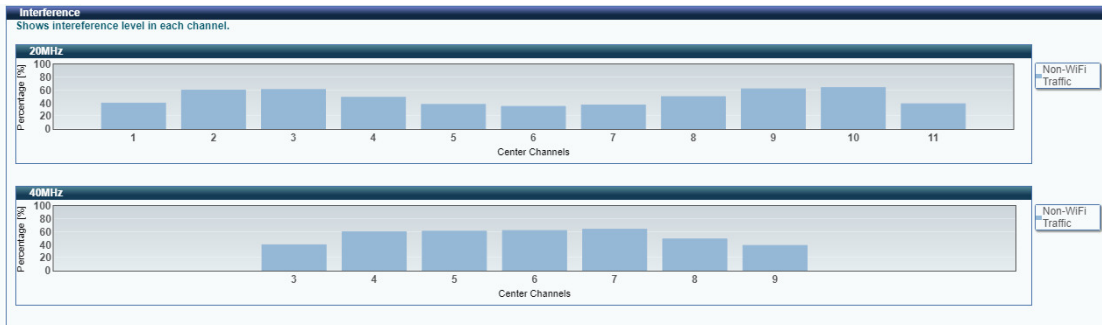 Interference
Shows intereference level in each channel.
20MHz
Percentage [%]
100
80
60
40
20
0
1 2 3 4 5 6 7 8 9 10 11
Center Channels
Non-WiFi
Traffic
40MHz
Percentage [%]
100
80
60
40
20
0
3 4 5 6 7 8 9
Center Channels
Non-WiFi
Traffic